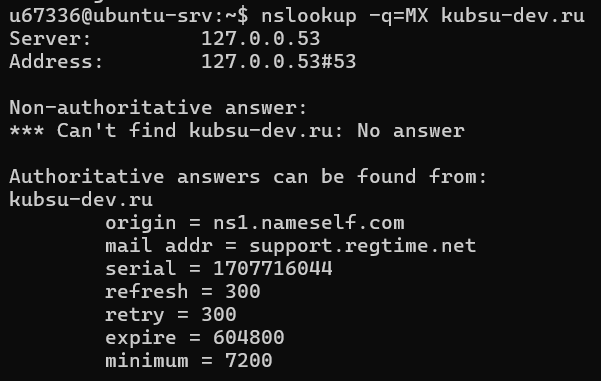 u67336@ubuntu-srv:~$ nslookup -q=MX kubsu-dev.ru
Server:         127.0.0.53
Address:        127.0.0.53#53

Non-authoritative answer:
*** Can't find kubsu-dev.ru: No answer

Authoritative answers can be found from:
kubsu-dev.ru
        origin = ns1.nameself.com
        mail addr = support.regtime.net
        serial = 1707716044
        refresh = 300
        retry = 300
        expire = 604800
        minimum = 7200